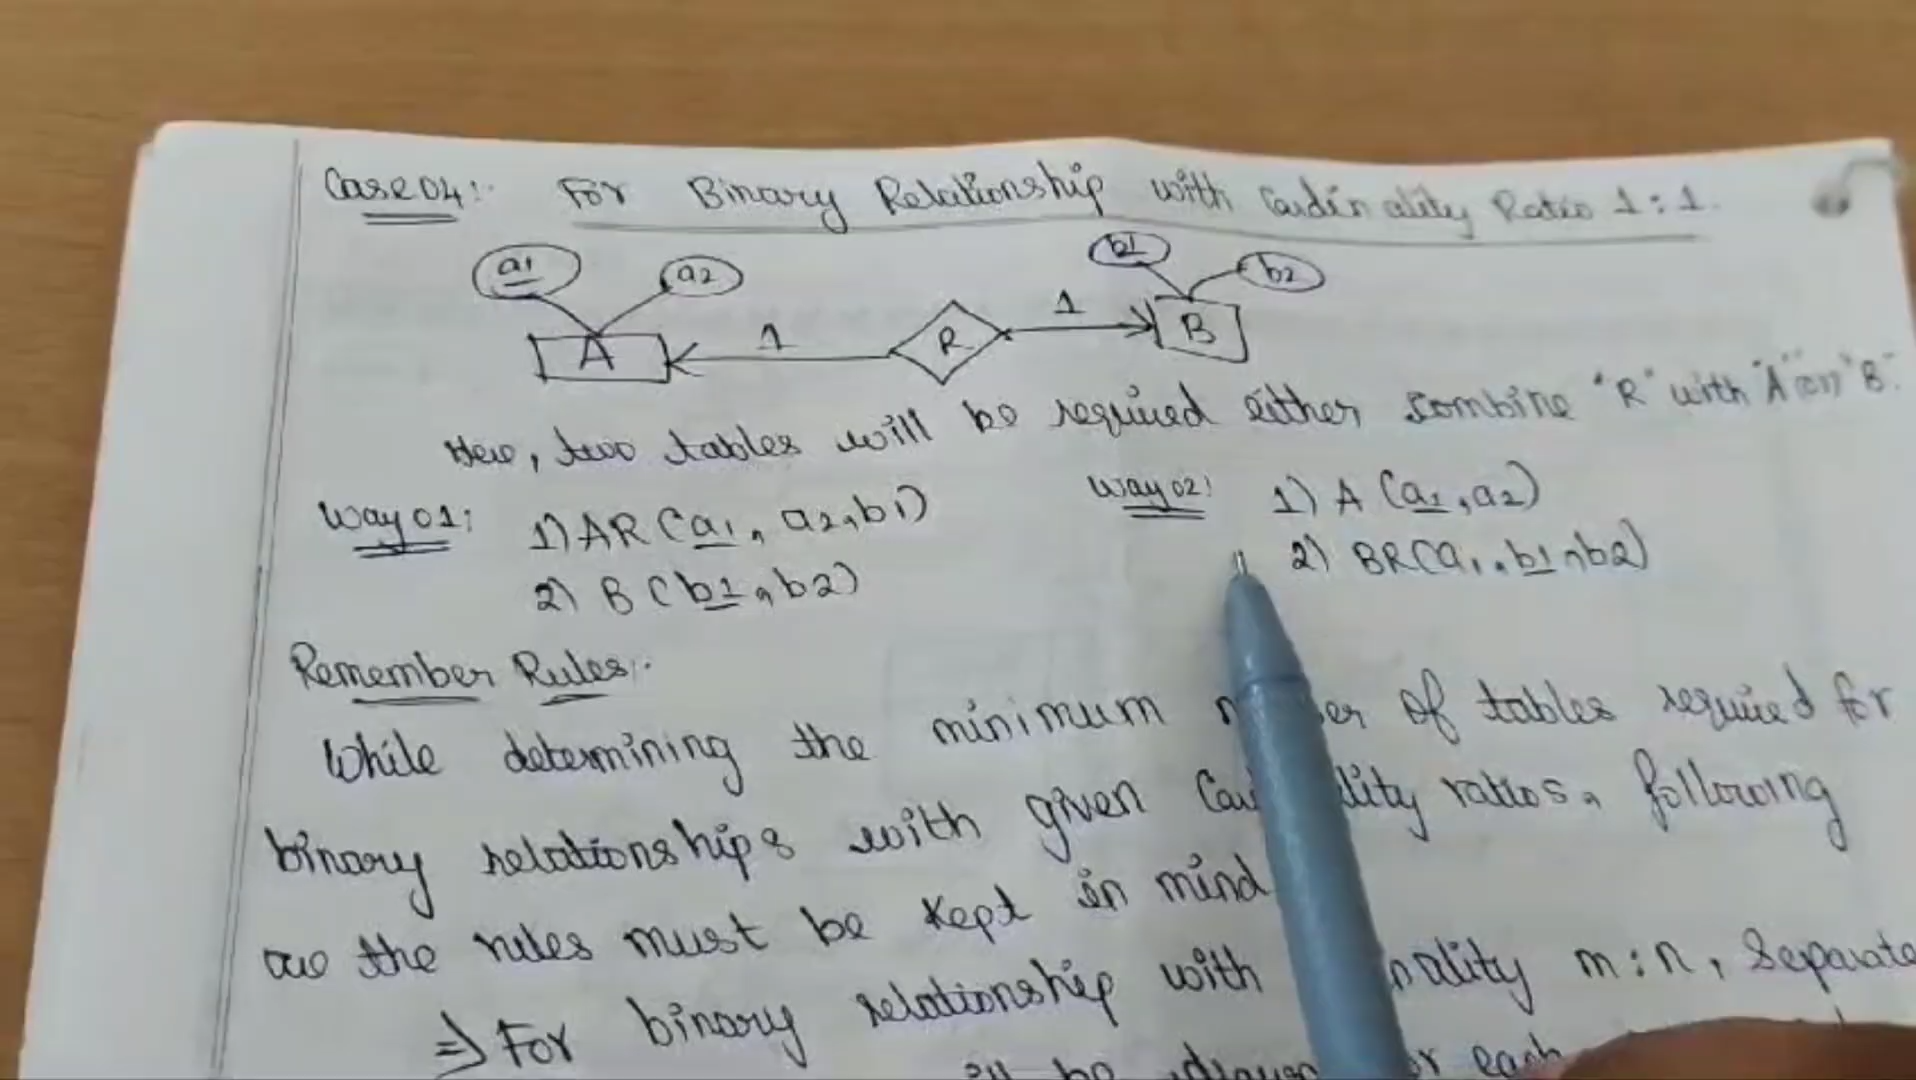 Case04:- For Binary Relationship with Cardinality Ratio 1:1.
a1 a2 b1 b2
A 1 R 1 B
Here, two tables will be required either combine "R" with "A" (or) "B".
Way 01: 1) AR (a1, a2, b1)
2) B (b1, b2)
Way 02: 1) A (a1, a2)
2) BR (a1, b1, b2)
Remember Rules:-
While determining the minimum of tables required for
binary relationships with given ratios, following
are the rules must be kept in mind
=> For binary relationship with m:n, Separate
be each